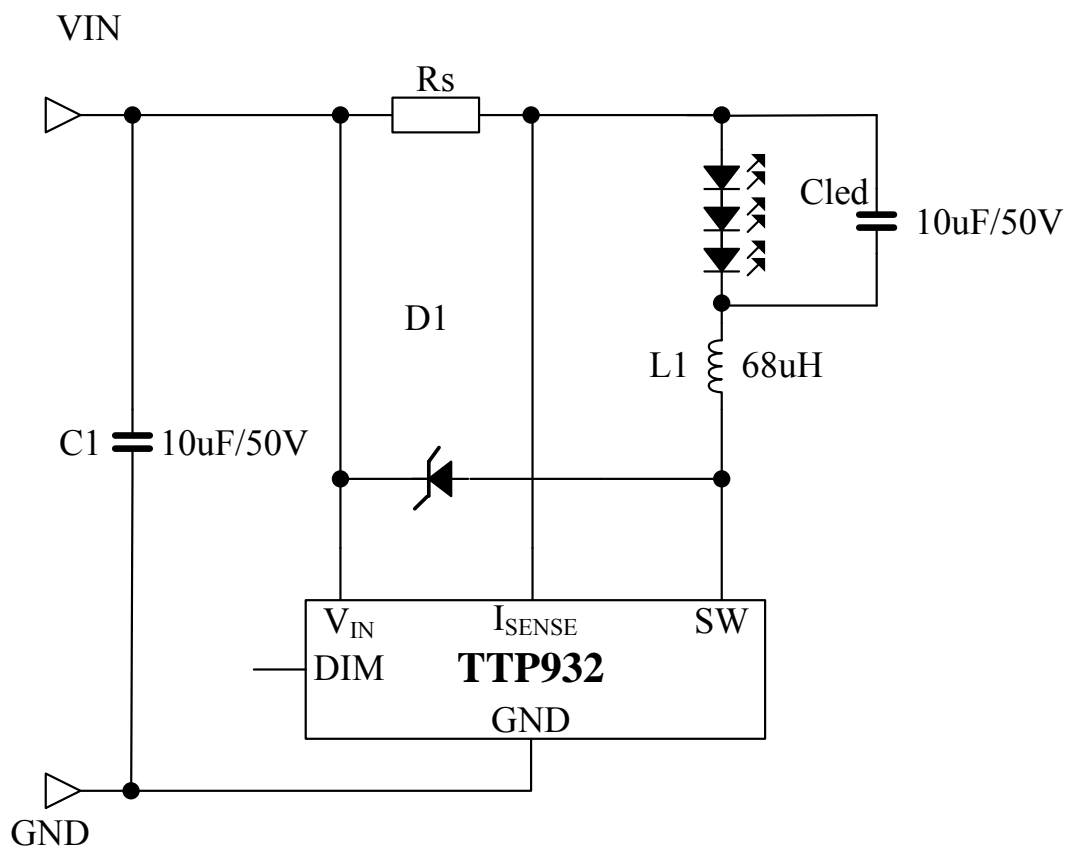 VIN
Rs
Cled
10uF/50V
D1
L1
68uH
C1
10uF/50V
VIN
ISENSE
SW
DIM
TTP932
GND
GND